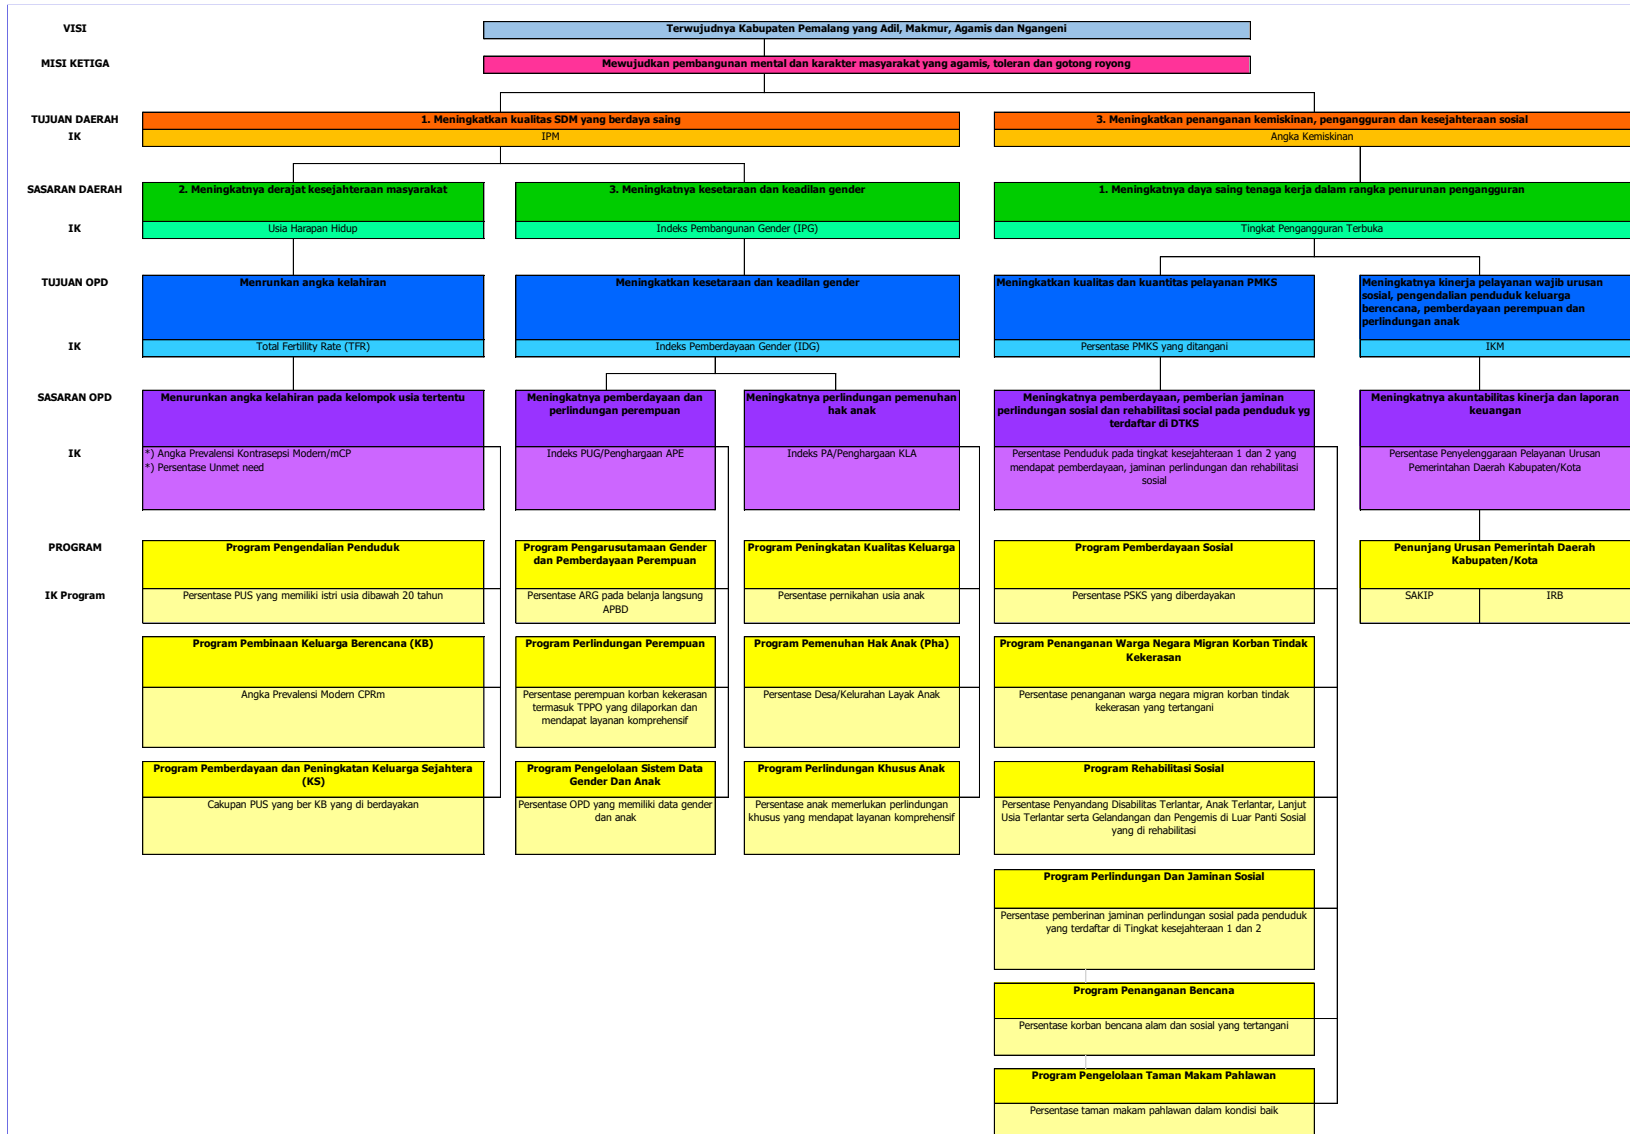 VISI
Terwujudnya Kabupaten Pemalang yang Adil, Makmur, Agamis dan Ngangeni
MISI KETIGA
Mewujudkan pembangunan mental dan karakter masyarakat yang agamis, toleran dan gotong royong
TUJUAN DAERAH
1. Meningkatkan kualitas SDM yang berdaya saing
3. Meningkatkan penanganan kemiskinan, pengangguran dan kesejahteraan sosial
IK
IPM
Angka Kemiskinan
SASARAN DAERAH
2. Meningkatnya derajat kesejahteraan masyarakat
3. Meningkatnya kesetaraan dan keadilan gender
1. Meningkatnya daya saing tenaga kerja dalam rangka penurunan pengangguran
IK
Usia Harapan Hidup
Indeks Pembangunan Gender (IPG)
Tingkat Pengangguran Terbuka
TUJUAN OPD
Menrunkan angka kelahiran
Meningkatkan kesetaraan dan keadilan gender
Meningkatkan kualitas dan kuantitas pelayanan PMKS
Meningkatnya kinerja pelayanan wajib urusan
sosial, pengendalian penduduk keluarga
berencana, pemberdayaan perempuan dan
perlindungan anak
IK
Total Fertillity Rate (TFR)
Indeks Pemberdayaan Gender (IDG)
Persentase PMKS yang ditangani
IKM
SASARAN OPD
Menurunkan angka kelahiran pada kelompok usia tertentu
Meningkatnya pemberdayaan dan
perlindungan perempuan
Meningkatnya perlindungan pemenuhan
hak anak
Meningkatnya pemberdayaan, pemberian jaminan
perlindungan sosial dan rehabilitasi social pada penduduk yg
terdaftar di DTKS
Meningkatnya akuntabilitas kinerja dan laporan
keuangan
IK
*) Angka Prevalensi Kontrasepsi Modern/mCP
*) Persentase Unmet need
Indeks PUG/Penghargaan APE
Indeks PA/Penghargaan KLA
Persentase Penduduk pada tingkat kesejahteraan 1 dan 2 yang
mendapat pemberdayaan, jaminan perlindungan dan rehabilitasi
sosial
Persentase Penyelenggaraan Pelayanan Urusan
Pemerintahan Daerah Kabupaten/Kota
PROGRAM
Program Pengendalian Penduduk
Program Pengarusutamaan Gender
dan Pemberdayaan Perempuan
Program Peningkatan Kualitas Keluarga
Program Pemberdayaan Sosial
Penunjang Urusan Pemerintah Daerah
Kabupaten/Kota
IK Program
Persentase PUS yang memiliki istri usia dibawah 20 tahun
Persentase ARG pada belanja langsung
APBD
Persentase pernikahan usia anak
Persentase PSKS yang diberdayakan
SAKIP
IRB
Program Pembinaan Keluarga Berencana (KB)
Program Perlindungan Perempuan
Program Pemenuhan Hak Anak (Pha)
Program Penanganan Warga Negara Migran Korban Tindak
Kekerasan
Angka Prevalensi Modern CPRm
Persentase perempuan korban kekerasan
termasuk TPPO yang dilaporkan dan
mendapat layanan komprehensif
Persentase Desa/Kelurahan Layak Anak
Persentase penanganan warga negara migran korban tindak
kekerasan yang tertangani
Program Pemberdayaan dan Peningkatan Keluarga Sejahtera
(KS)
Program Pengelolaan Sistem Data
Gender Dan Anak
Program Perlindungan Khusus Anak
Program Rehabilitasi Sosial
Cakupan PUS yang ber KB yang di berdayakan
Persentase OPD yang memiliki data gender
dan anak
Persentase anak memerlukan perlindungan
khusus yang mendapat layanan komprehensif
Persentase Penyandang Disabilitas Terlantar, Anak Terlantar, Lanjut
Usia Terlantar serta Gelandangan dan Pengemis di Luar Panti Sosial
yang di rehabilitasi
Program Perlindungan Dan Jaminan Sosial
Persentase pemberinan jaminan perlindungan sosial pada penduduk
yang terdaftar di Tingkat kesejahteraan 1 dan 2
Program Penanganan Bencana
Persentase korban bencana alam dan sosial yang tertangani
Program Pengelolaan Taman Makam Pahlawan
Persentase taman makam pahlawan dalam kondisi baik